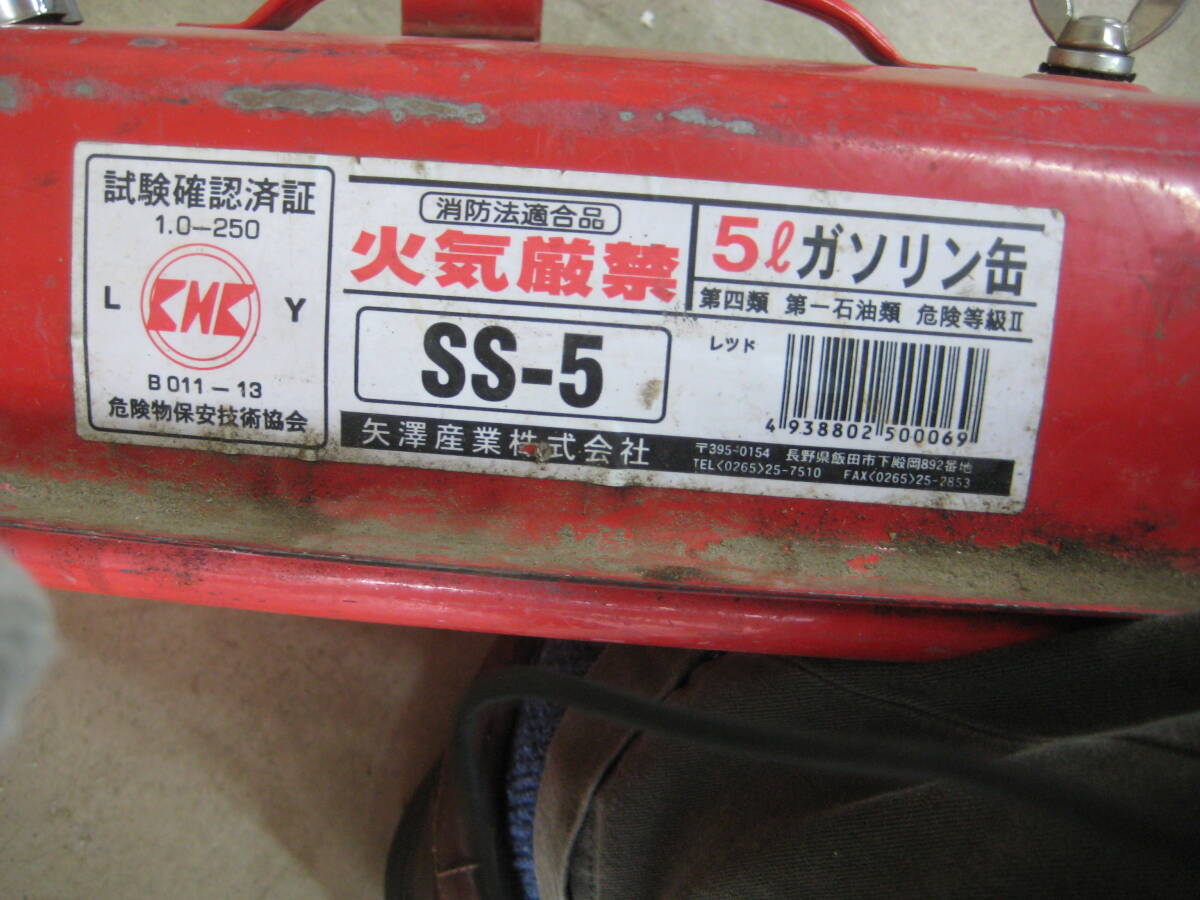 試験確認済証
1.0-250
L KHK Y
B011-13
危険物保安技術協会
消防法適合品
火気厳禁
5ℓガソリン缶
第四類 第一石油類 危険等級Ⅱ
SS-5
レッド
4938802500069
矢澤産業株式会社
〒395-0154 長野県飯田市下殿岡892番地
TEL<0265>25-7510 FAX<0265>25-2853